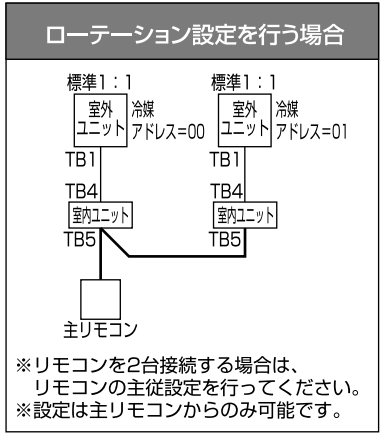 ローテーション設定を行う場合
標準1:1 標準1:1
室外ユニット 冷媒アドレス=00 室外ユニット 冷媒アドレス=01
TB1 TB1
TB4 TB4
室内ユニット 室内ユニット
TB5 TB5
主リモコン
※リモコンを2台接続する場合は、
リモコンの主従設定を行ってください。
※設定は主リモコンからのみ可能です。